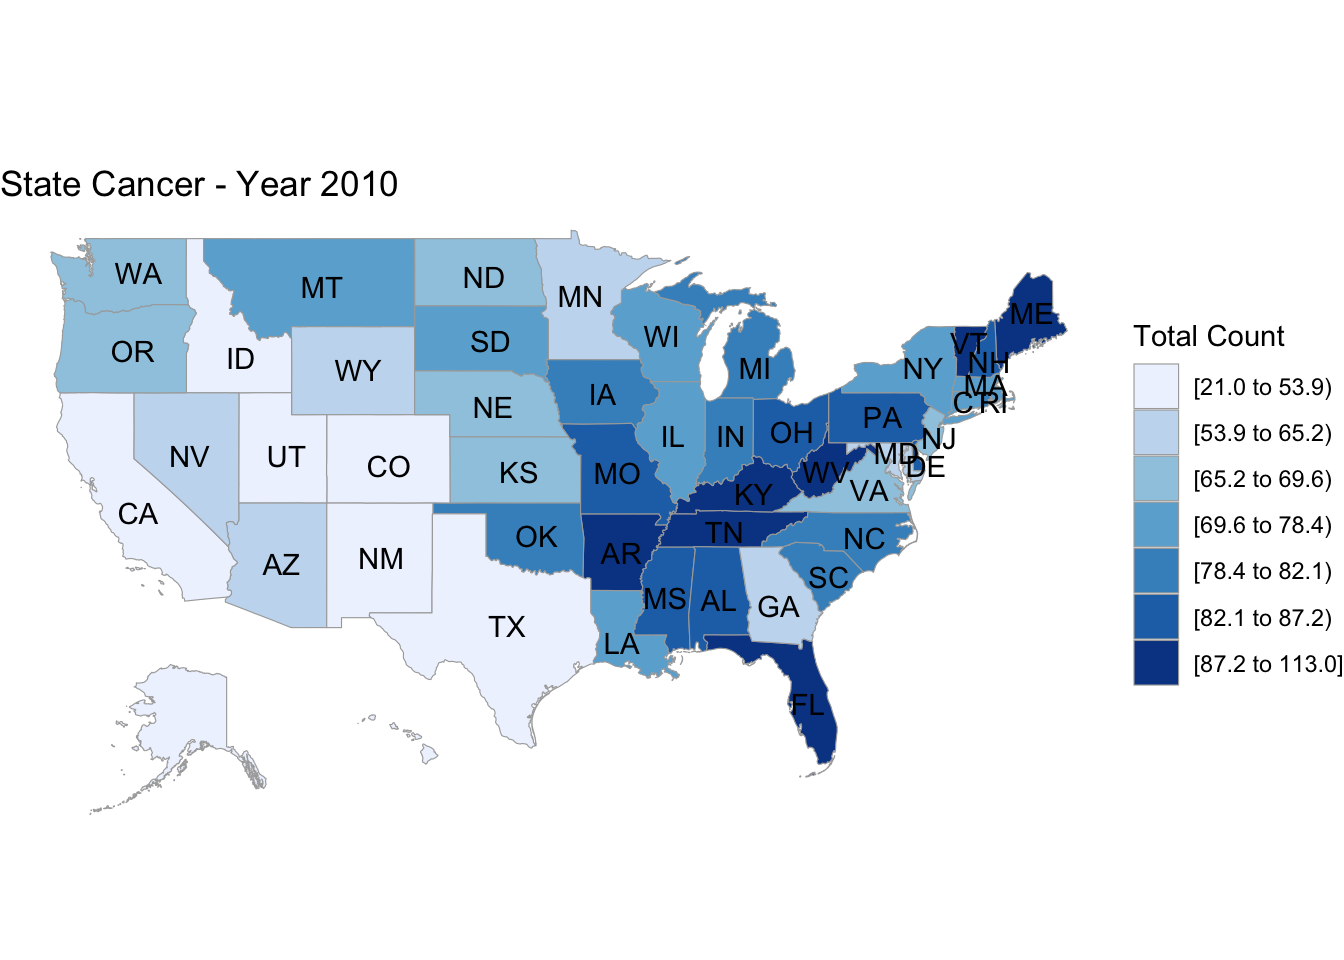 State Cancer - Year 2010
WA
MT
ND
MN
OR
ID
WY
SD
WI
MI
NY
VT
ME
NH
MA
CT
RI
NV
UT
CO
NE
IA
IL
IN
OH
PA
NJ
MD
DE
CA
AZ
NM
KS
MO
KY
WV
VA
OK
AR
TN
NC
SC
TX
LA
MS
AL
GA
FL
Total Count
[21.0 to 53.9)
[53.9 to 65.2)
[65.2 to 69.6)
[69.6 to 78.4)
[78.4 to 82.1)
[82.1 to 87.2)
[87.2 to 113.0]